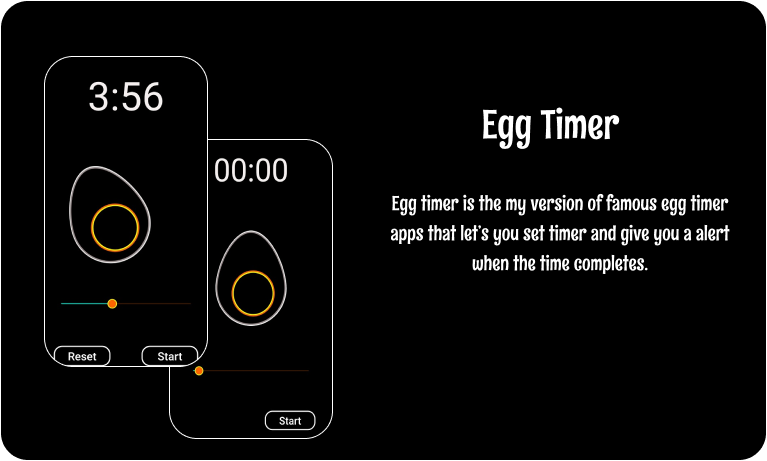 3:56
Reset
Start
00:00
Start
Egg Timer
Egg timer is the my version of famous egg timer
apps that let's you set timer and give you a alert
when the time completes.